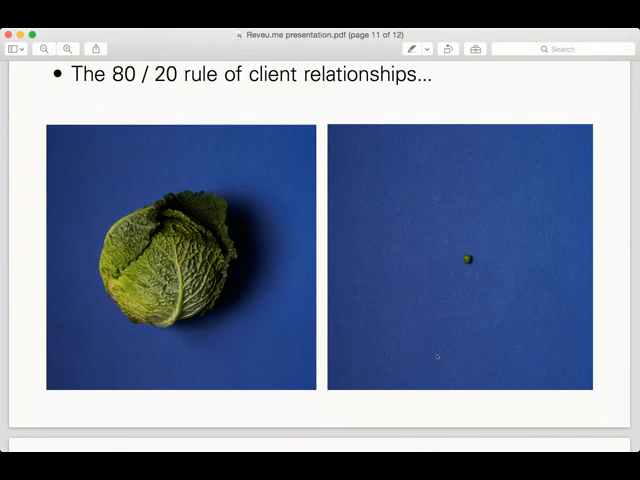 Reveu.me presentation.pdf (page 11 of 12)
Search
• The 80 / 20 rule of client relationships...